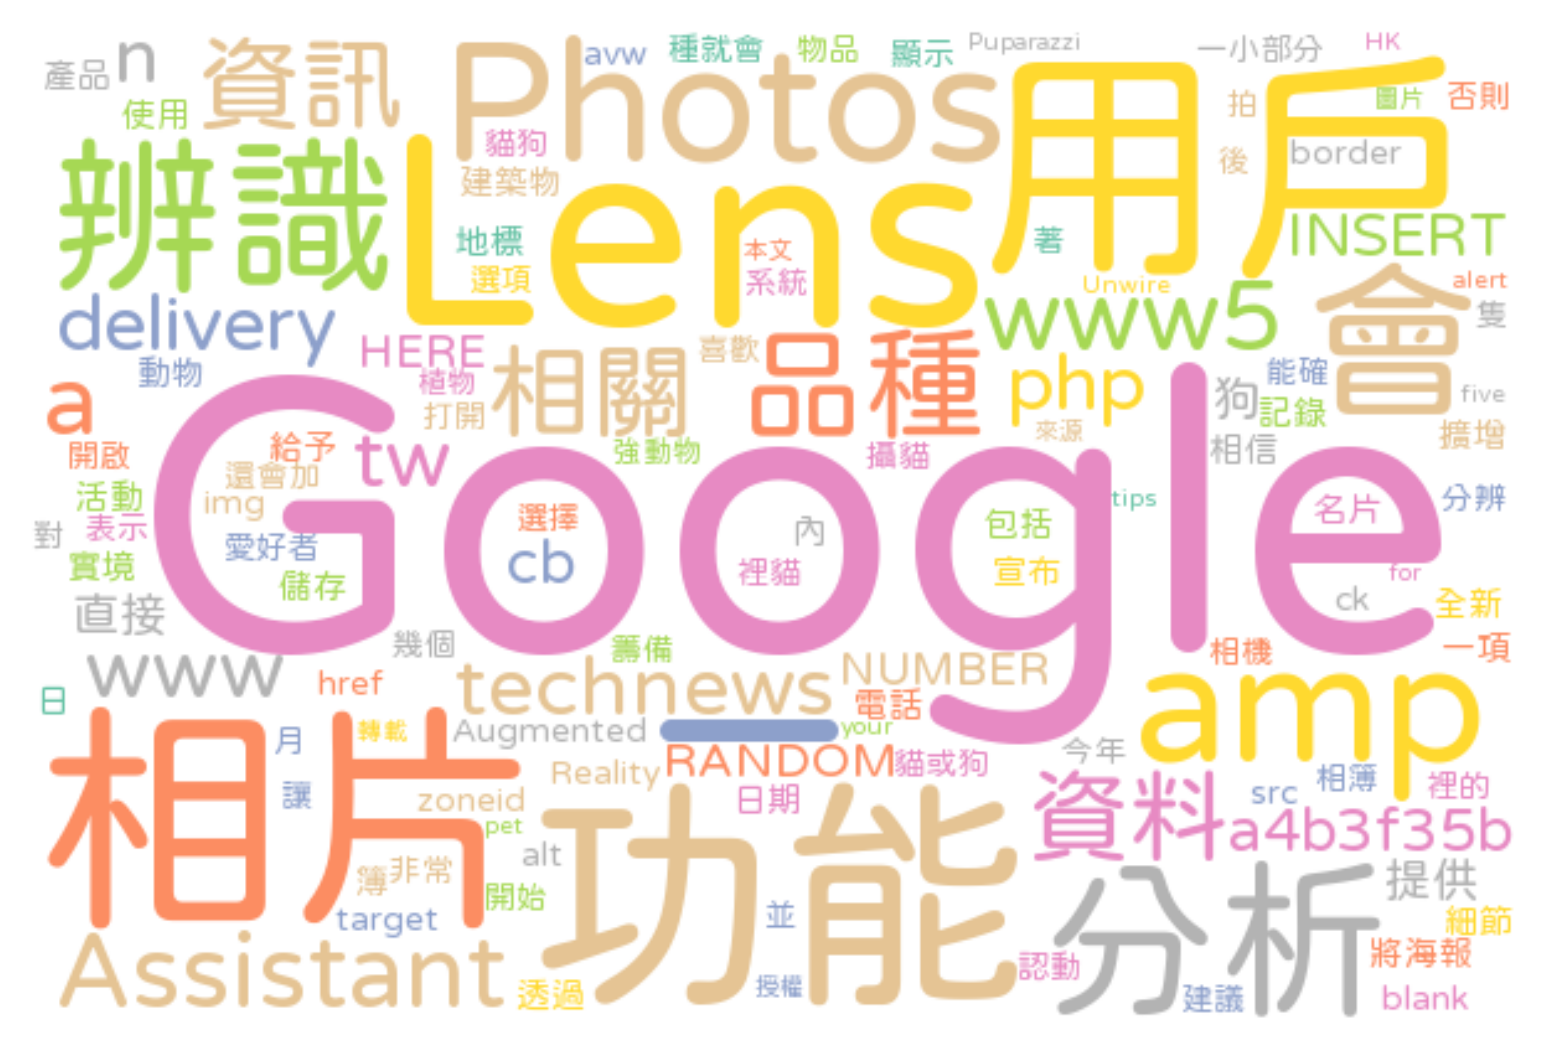 產品 n 資訊 Photos avw 種就會 物品 顯示 Puparazzi 一小部分 HK
使用 貓狗 用戶 拍 圖片 否則
辨識 Lens 建築物 後 border
地標 本文 著 INSERT
選項 系統 Unwire alert
delivery www5 會 隻
HERE 相關 喜歡 品種
動物 植物 php 狗 能確 five
a 打開 來源 記錄
開啟 給予 tw 強動物 攝貓 相信 擴增
還會加
活動 img Google tips 分辨
對 表示 選擇 內 包括 名片
實境 愛好者 cb 裡貓 宣布 for
儲存 ck 全新
直接 幾個 籌備 相機 一項
www href technews NUMBER amp
日 電話
相片 月 轉載 Augmented your 今年
Reality RANDOM 貓或狗
讓 zoneid 日期 資料 src 相簿 裡的
pet 功能 a4b3f35b
alt
簿 非常 分析 提供
target 開始 並 細節
Assistant 認動 將海報
透過 授權 建議 blank